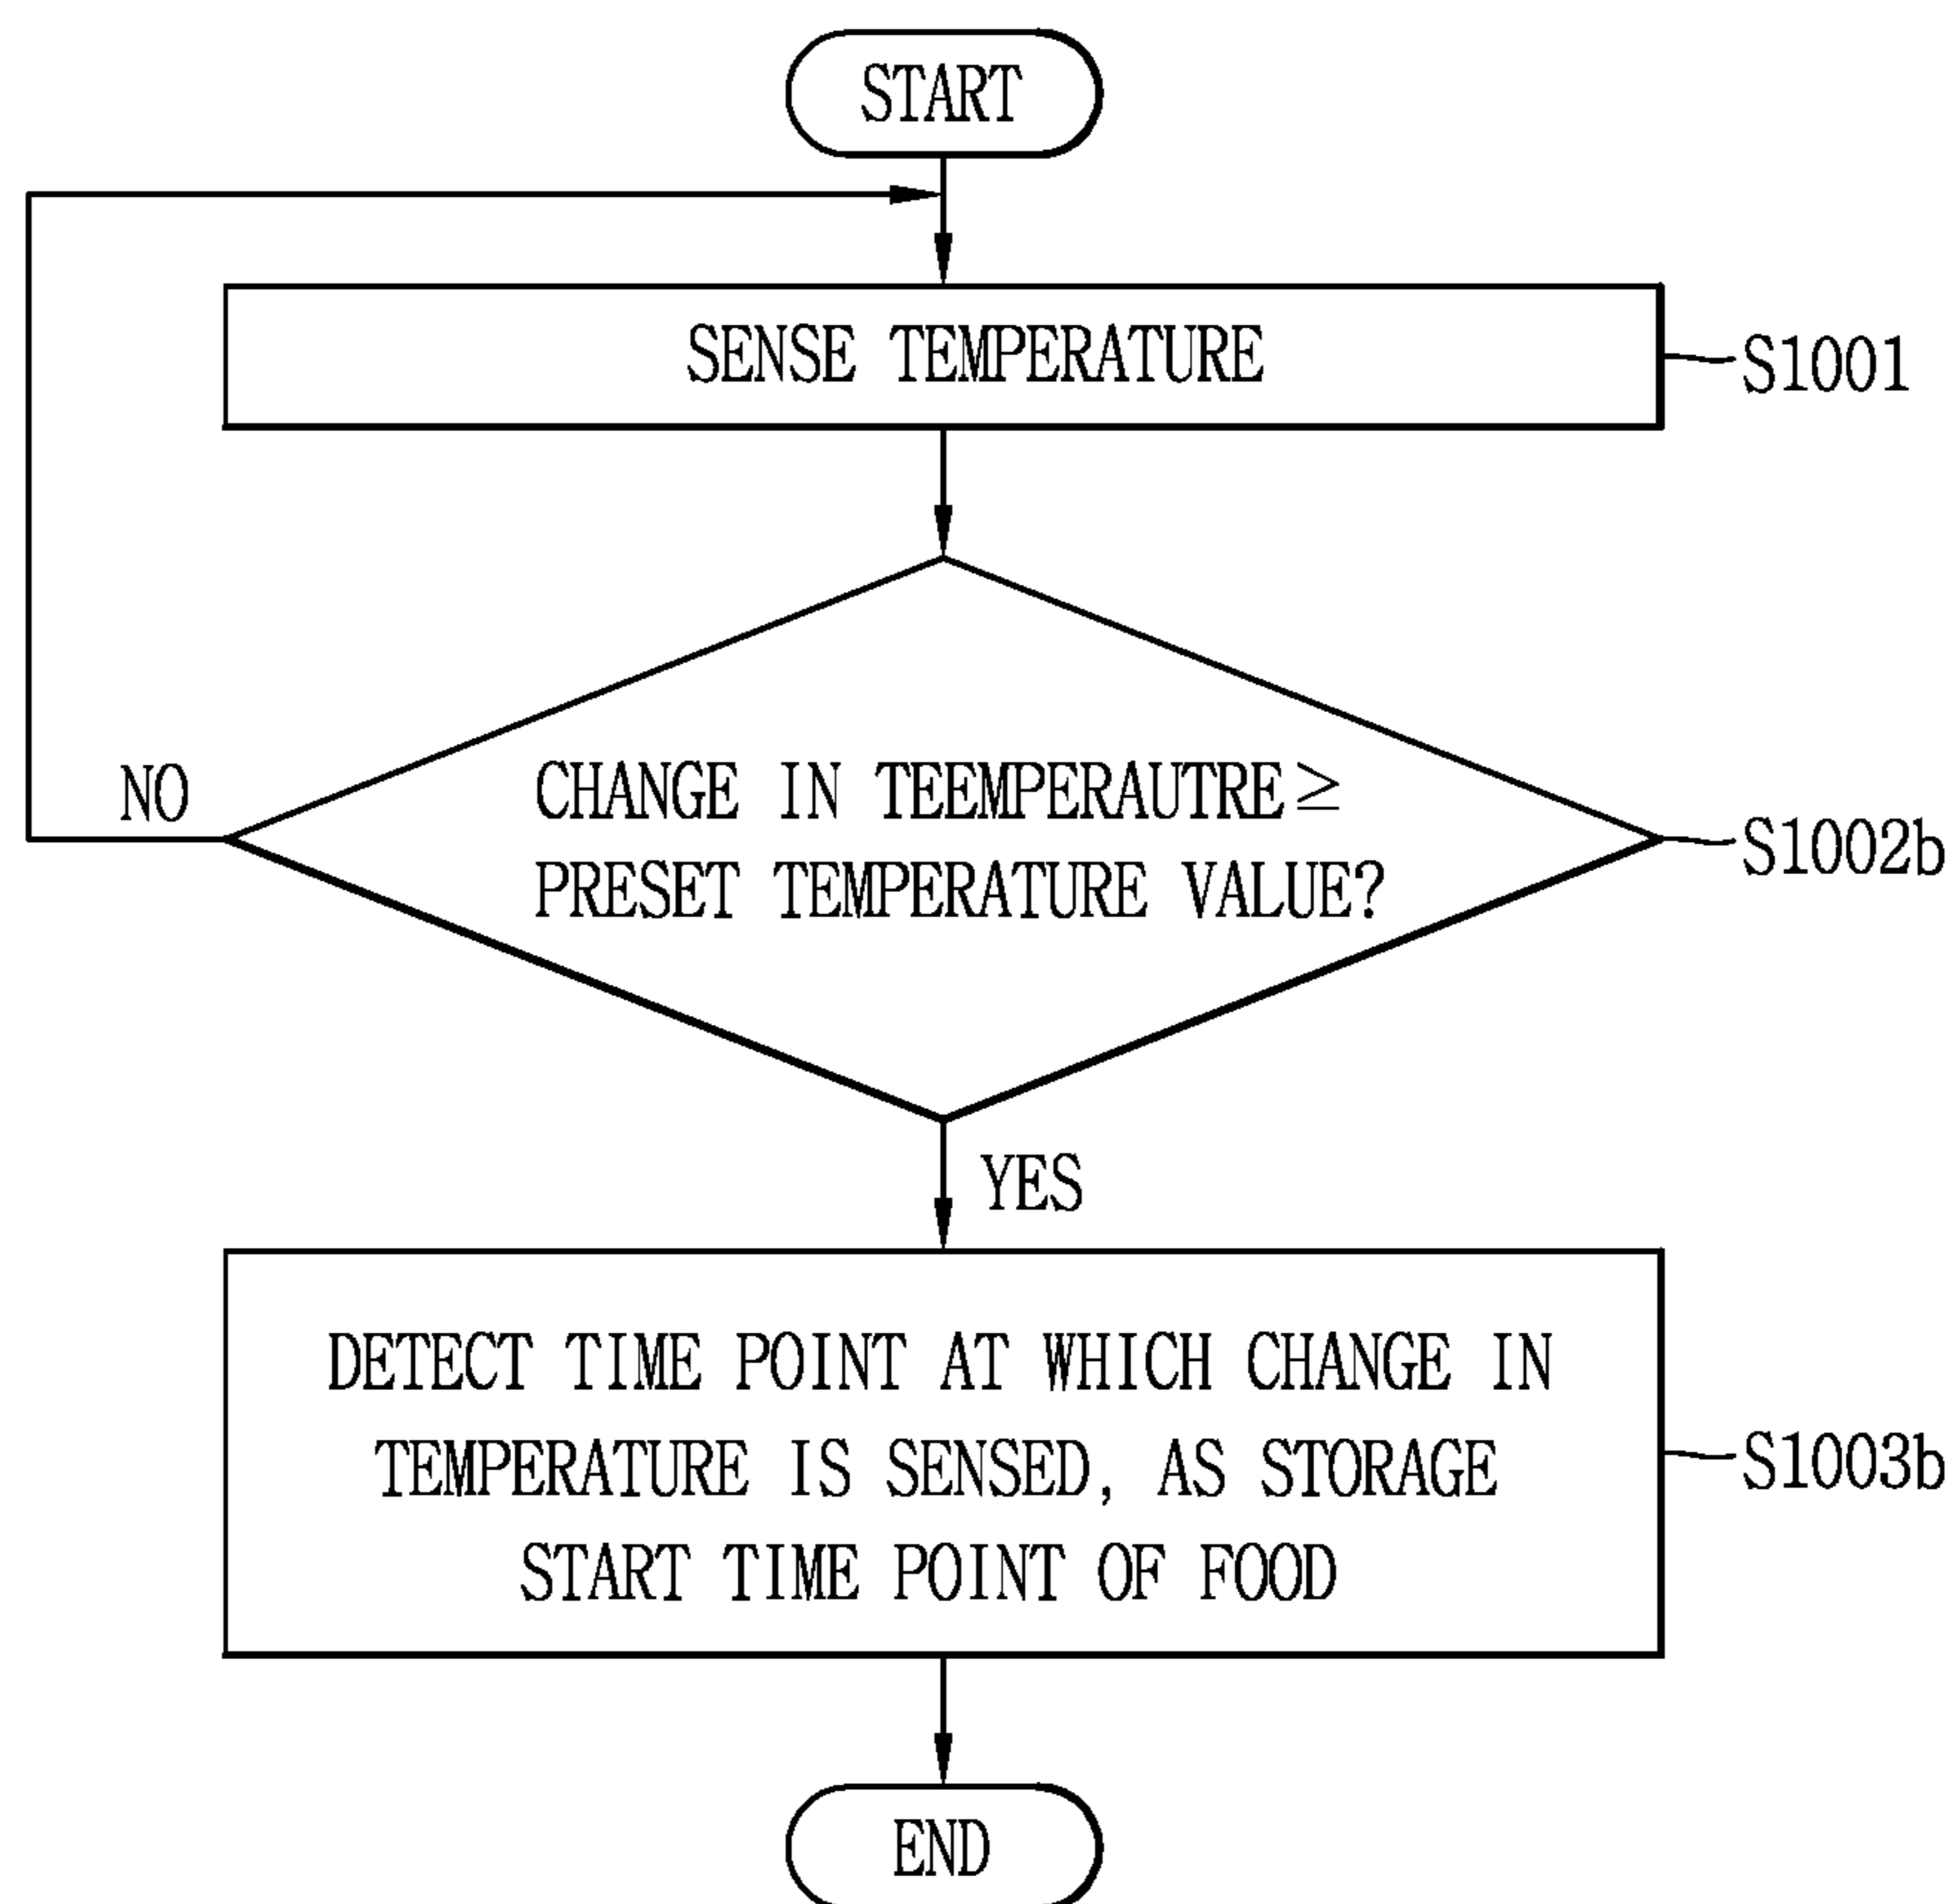 START
SENSE TEMPERATURE
S1001
NO
CHANGE IN TEEMPERAUTRE≥
PRESET TEMPERATURE VALUE?
S1002b
YES
DETECT TIME POINT AT WHICH CHANGE IN
TEMPERATURE IS SENSED, AS STORAGE
START TIME POINT OF FOOD
S1003b
END